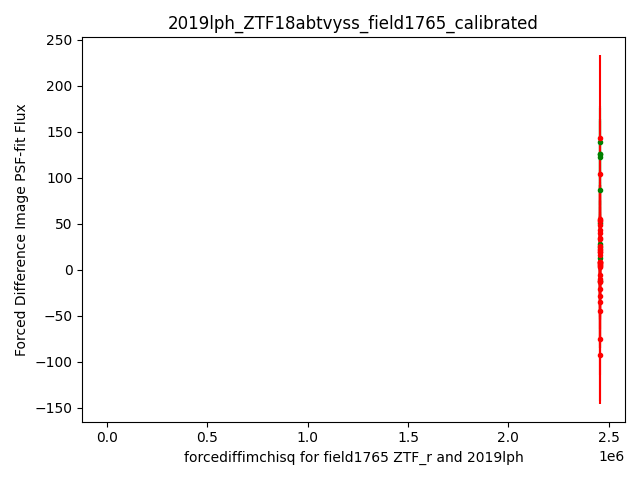 2019lph_ZTF18abtvyss_field1765_calibrated
Forced Difference Image PSF-fit Flux
250
200
150
100
50
0
−50
−100
−150
0.0 0.5 1.0 1.5 2.0 2.5
1e6
forcediffimchisq for field1765 ZTF_r and 2019lph